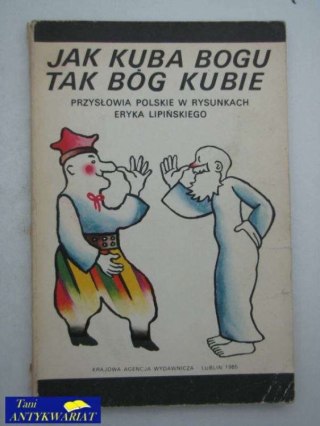 JAK KUBA BOGU
TAK BÓG KUBIE
PRZYSŁOWIA POLSKIE W RYSUNKACH
ERYKA LIPIŃSKIEGO
KRAJOWA AGENCJA WYDAWNICZA LUBLIN 1985
Tani
ANTYKWARIAT